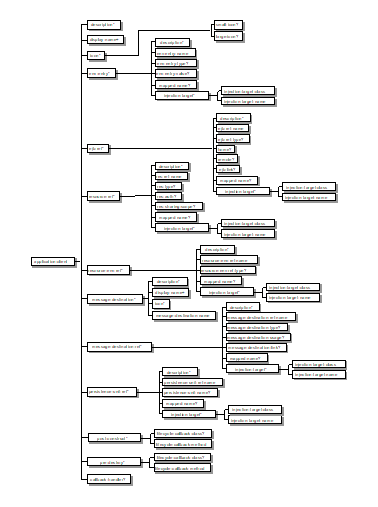 description*
small-icon?
large-icon?
display-name*
icon*
description*
env-entry-name
env-entry*
env-entry-type?
env-entry-value?
mapped-name?
injection-target*
injection-target-class
injection-target-name
description*
ejb-ref-name
ejb-ref-type?
ejb-ref*
home?
remote?
ejb-link?
mapped-name?
injection-target*
injection-target-class
injection-target-name
description*
res-ref-name
res-type?
resource-ref*
res-auth?
res-sharing-scope?
mapped-name?
injection-target*
injection-target-class
injection-target-name
application-client
description*
resource-env-ref-name
resource-env-ref*
resource-env-ref-type?
mapped-name?
injection-target*
injection-target-class
injection-target-name
description*
display-name*
message-destination*
icon*
message-destination-name
description*
message-destination-ref-name
message-destination-type?
message-destination-usage?
message-destination-ref*
message-destination-link?
mapped-name?
injection-target*
injection-target-class
injection-target-name
description*
persistence-unit-ref-name
persistence-unit-ref*
persistence-unit-name?
mapped-name?
injection-target*
injection-target-class
injection-target-name
post-construct*
lifecycle-callback-class?
lifecycle-callback-method
pre-destroy*
lifecycle-callback-class?
lifecycle-callback-method
callback-handler?